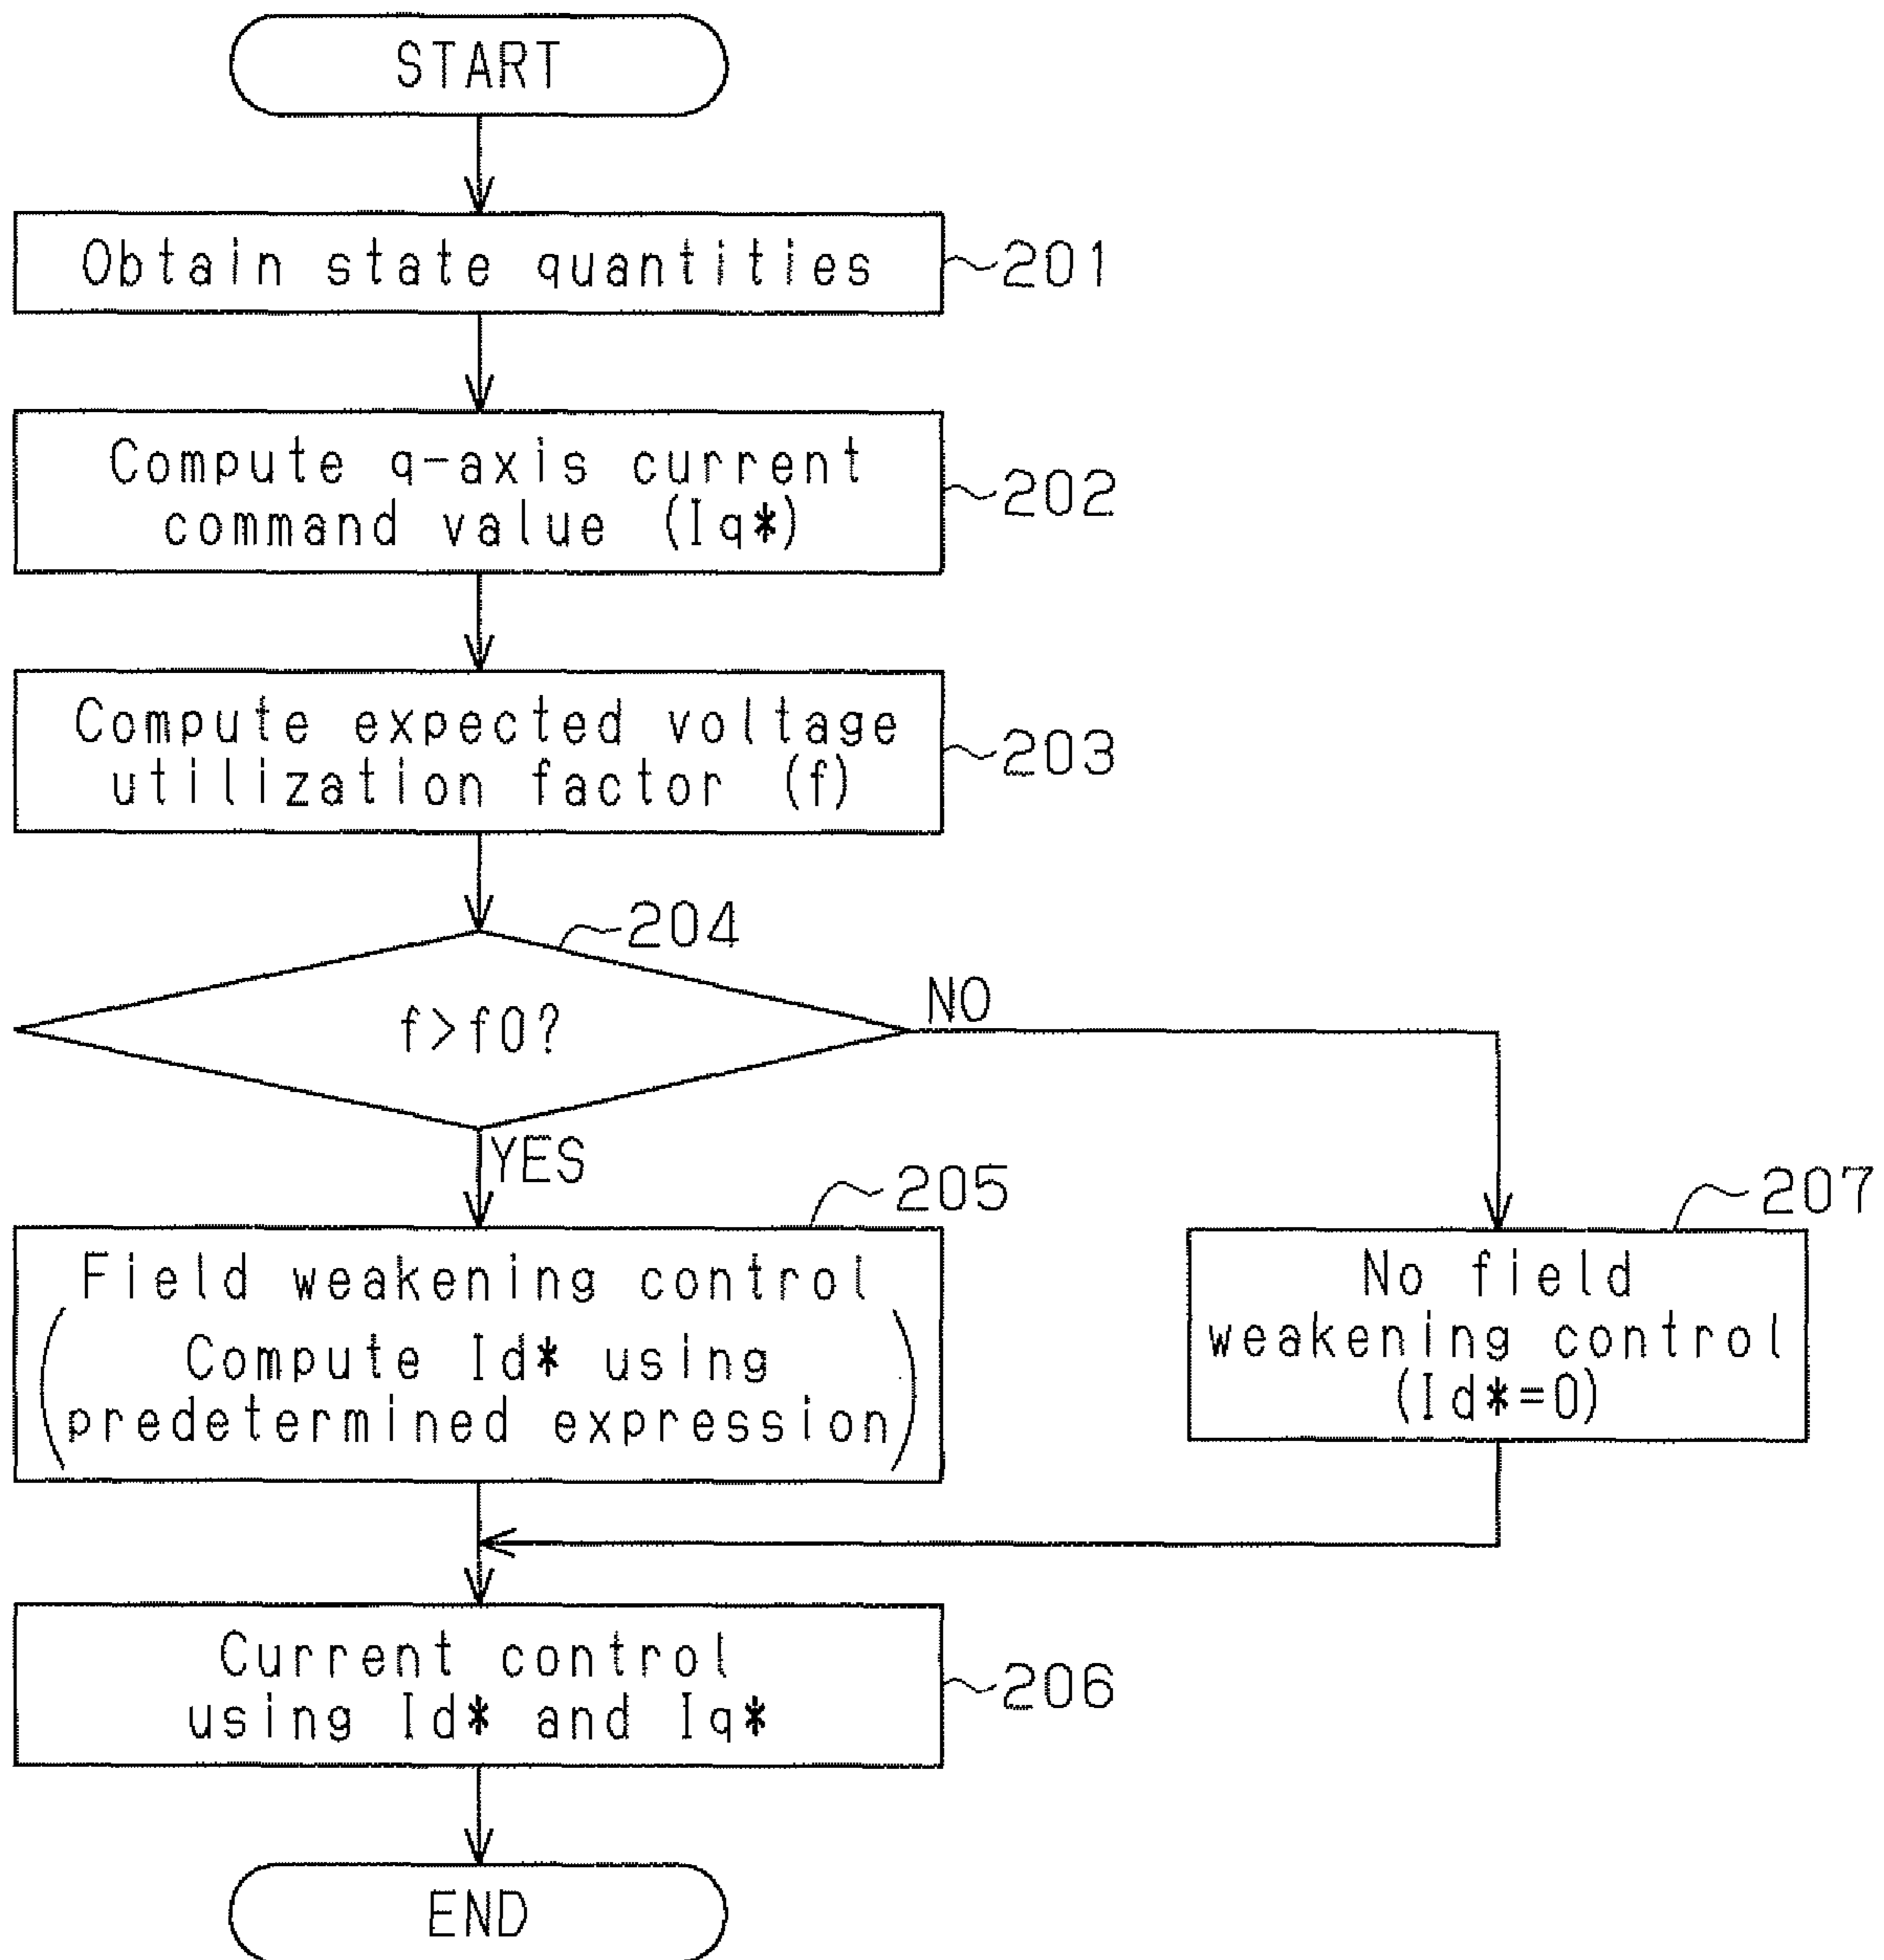 START
Obtain state quantities
201
Compute q-axis current
command value (Iq*)
202
Compute expected voltage
utilization factor (f)
203
204
f>f0?
NO
YES
205
Field weakening control
(Compute Id* using
predetermined expression)
207
No field
weakening control
(Id*=0)
Current control
using Id* and Iq*
206
END